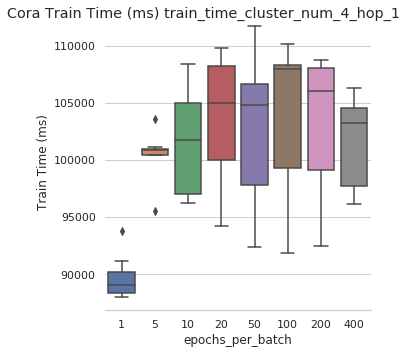 Cora Train Time (ms) train_time_cluster_num_4_hop_1
110000
105000
100000
95000
90000
Train Time (ms)
1 5 10 20 50 100 200 400
epochs_per_batch